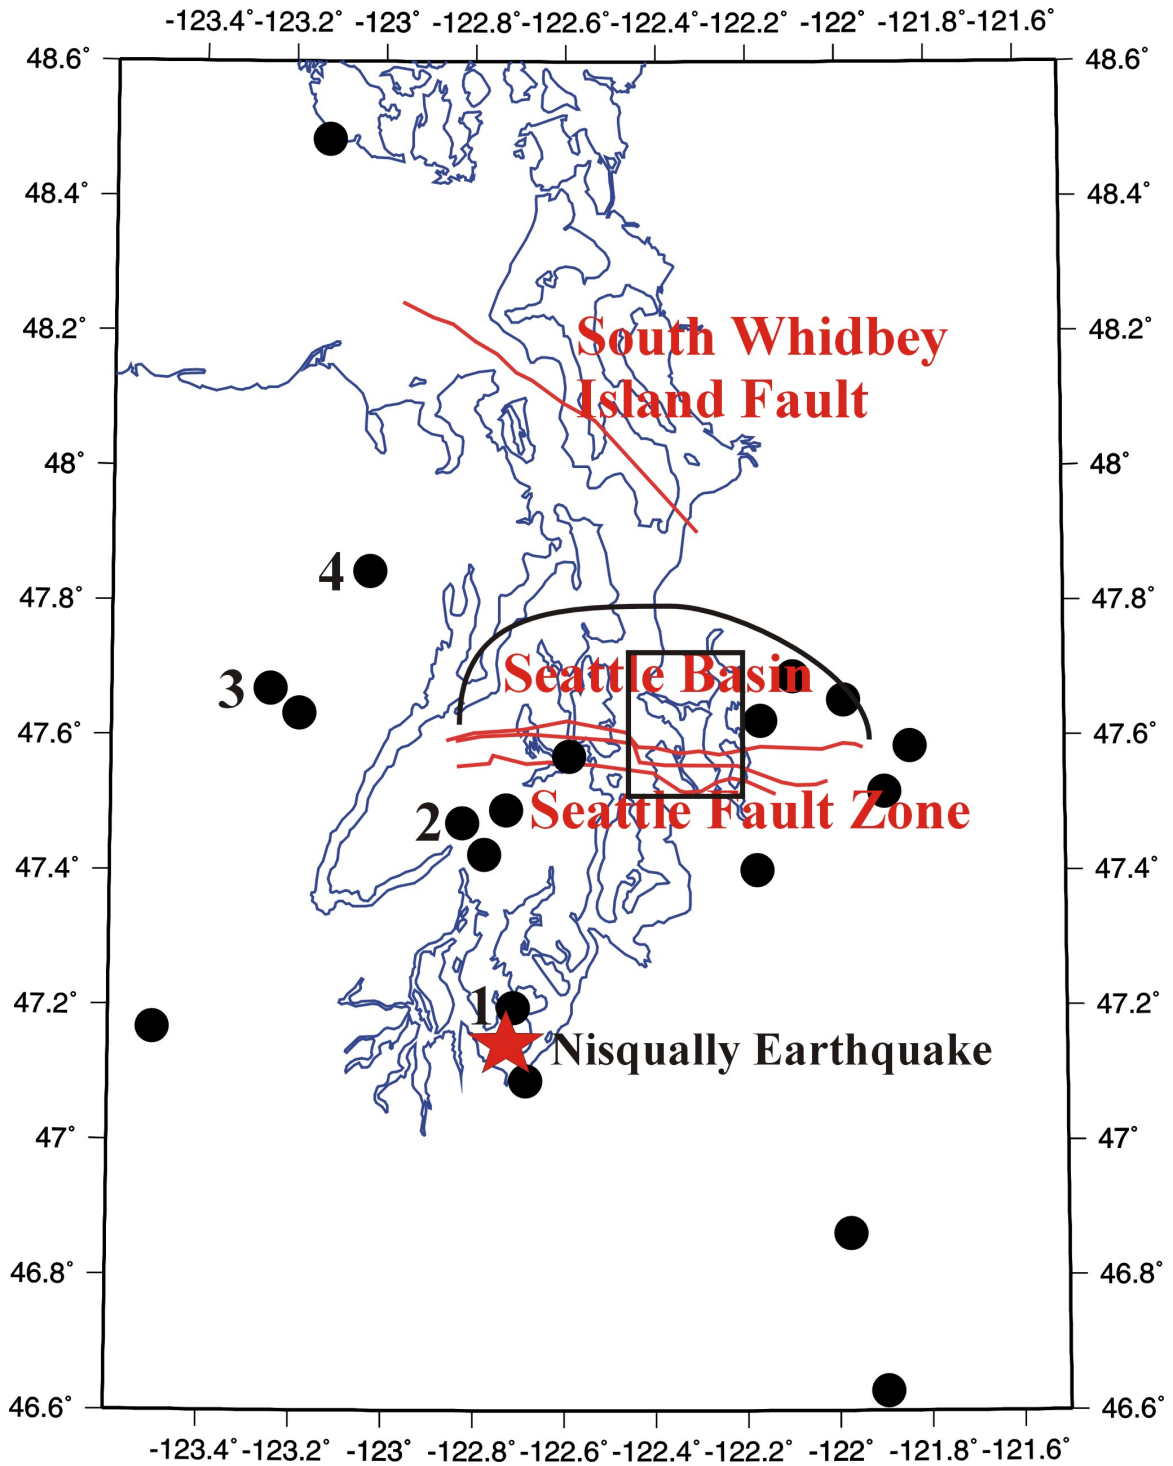 -123.4° -123.2° -123° -122.8° -122.6° -122.4° -122.2° -122° -121.8° -121.6°
48.6° 48.6°
48.4° 48.4°
48.2° 48.2°
South Whidbey
Island Fault
48° 48°
4
47.8° 47.8°
Seattle Basin
3
47.6° 47.6°
2 Seattle Fault Zone
47.4° 47.4°
47.2° 47.2°
1
Nisqually Earthquake
47° 47°
46.8° 46.8°
46.6° 46.6°
-123.4° -123.2° -123° -122.8° -122.6° -122.4° -122.2° -122° -121.8° -121.6°